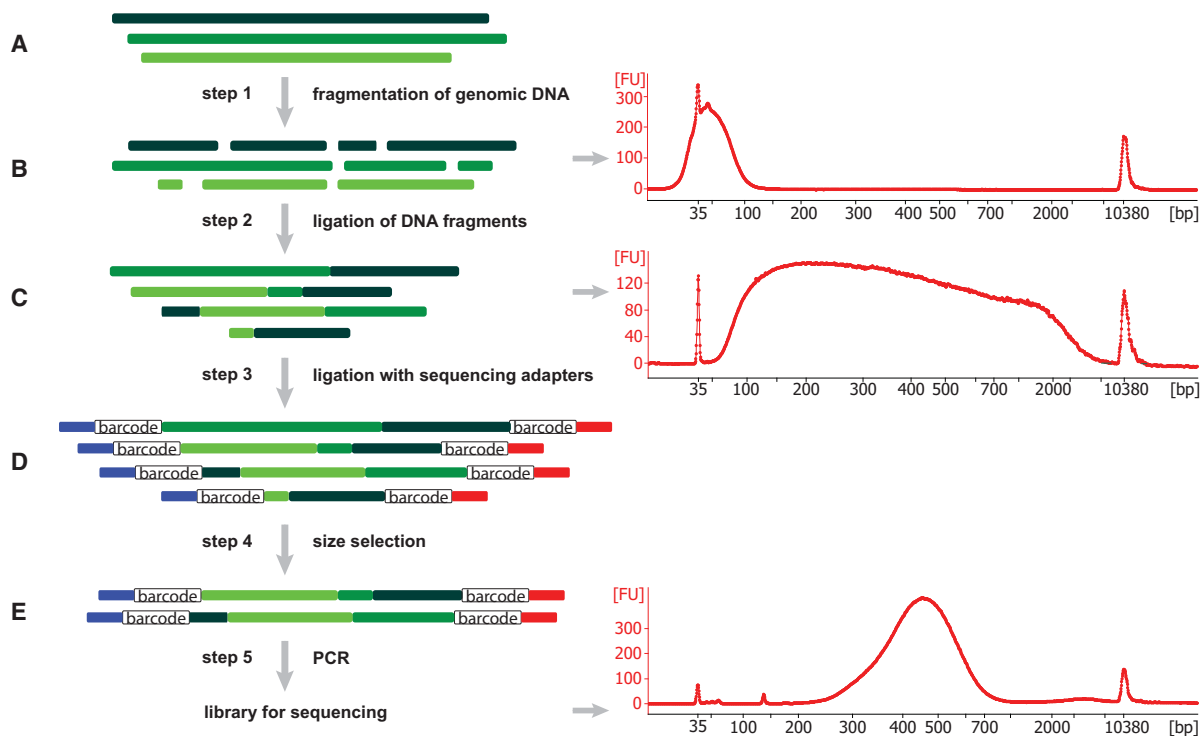 A
step 1 fragmentation of genomic DNA
B
step 2 ligation of DNA fragments
C
step 3 ligation with sequencing adapters
barcode barcode
barcode barcode
D
barcode barcode
barcode barcode
step 4 size selection
barcode barcode
E
barcode barcode
step 5 PCR
library for sequencing
[FU]
300
200
100
0
35 100 200 300 400 500 700 2000 10380 [bp]
[FU]
120
80
40
0
35 100 200 300 400 500 700 2000 10380 [bp]
[FU]
300
200
100
0
35 100 200 300 400 500 700 2000 10380 [bp]